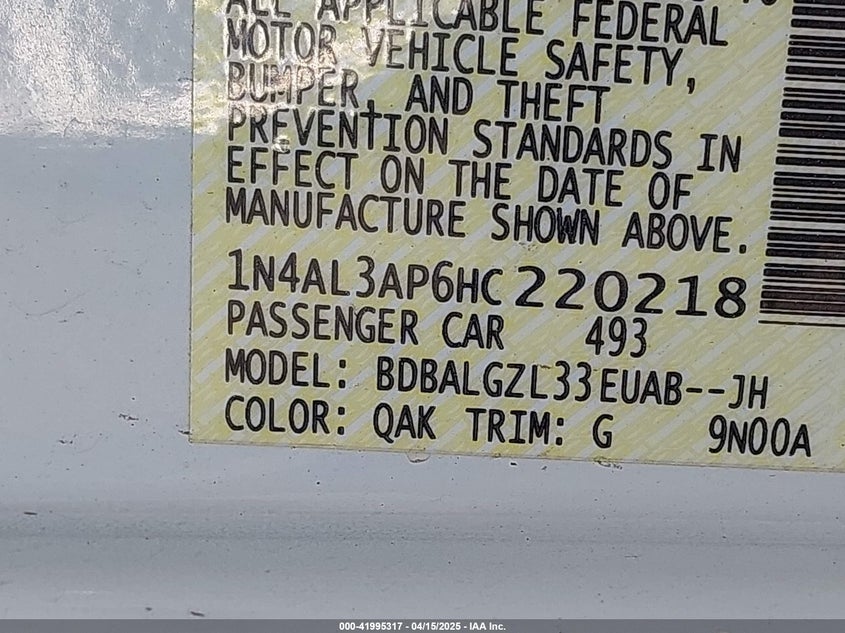 ALL APPLICABLE FEDERAL
MOTOR VEHICLE SAFETY,
BUMPER, AND THEFT
PREVENTION STANDARDS IN
EFFECT ON THE DATE OF
MANUFACTURE SHOWN ABOVE.
1N4AL3AP6HC220218
PASSENGER CAR 493
MODEL: BDBALGZL33EUAB--JH
COLOR: QAK TRIM: G 9N00A
000-41995317 - 04/15/2025 - IAA Inc.